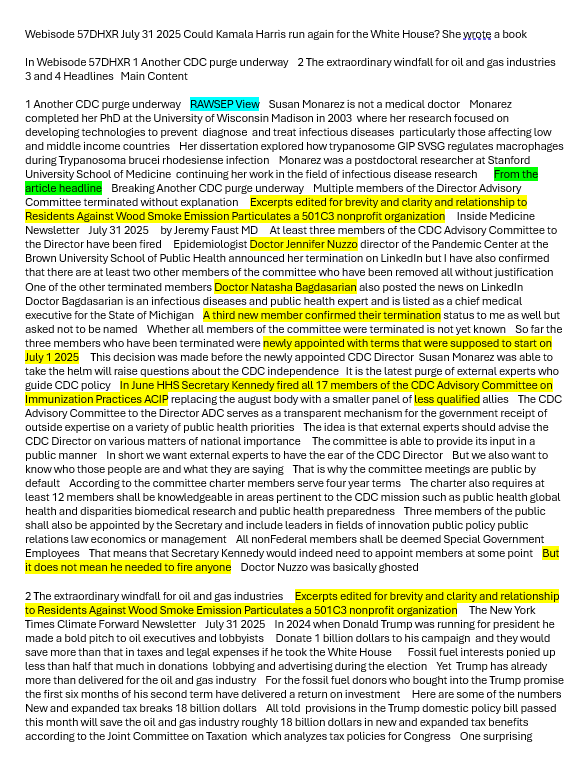 Webisode 57DHXR July 31 2025 Could Kamala Harris run again for the White House? She wrote a book
In Webisode 57DHXR 1 Another CDC purge underway 2 The extraordinary windfall for oil and gas industries
3 and 4 Headlines Main Content
1 Another CDC purge underway RAWSEP View Susan Monarez is not a medical doctor Monarez
completed her PhD at the University of Wisconsin Madison in 2003 where her research focused on
developing technologies to prevent diagnose and treat infectious diseases particularly those affecting low
and middle income countries Her dissertation explored how trypanosome GIP SVSG regulates macrophages
during Trypanosoma brucei rhodesiense infection Monarez was a postdoctoral researcher at Stanford
University School of Medicine continuing her work in the field of infectious disease research From the
article headline Breaking Another CDC purge underway Multiple members of the Director Advisory
Committee terminated without explanation Excerpts edited for brevity and clarity and relationship to
Residents Against Wood Smoke Emission Particulates a 501C3 nonprofit organization Inside Medicine
Newsletter July 31 2025 by Jeremy Faust MD At least three members of the CDC Advisory Committee to
the Director have been fired Epidemiologist Doctor Jennifer Nuzzo director of the Pandemic Center at the
Brown University School of Public Health announced her termination on LinkedIn but I have also confirmed
that there are at least two other members of the committee who have been removed all without justification
One of the other terminated members Doctor Natasha Bagdasarian also posted the news on LinkedIn
Doctor Bagdasarian is an infectious diseases and public health expert and is listed as a chief medical
executive for the State of Michigan A third new member confirmed their termination status to me as well but
asked not to be named Whether all members of the committee were terminated is not yet known So far the
three members who have been terminated were newly appointed with terms that were supposed to start on
July 1 2025 This decision was made before the newly appointed CDC Director Susan Monarez was able to
take the helm will raise questions about the CDC independence It is the latest purge of external experts who
guide CDC policy In June HHS Secretary Kennedy fired all 17 members of the CDC Advisory Committee on
Immunization Practices ACIP replacing the august body with a smaller panel of less qualified allies The CDC
Advisory Committee to the Director ADC serves as a transparent mechanism for the government receipt of
outside expertise on a variety of public health priorities The idea is that external experts should advise the
CDC Director on various matters of national importance The committee is able to provide its input in a
public manner In short we want external experts to have the ear of the CDC Director But we also want to
know who those people are and what they are saying That is why the committee meetings are public by
default According to the committee charter members serve four year terms The charter also requires at
least 12 members shall be knowledgeable in areas pertinent to the CDC mission such as public health global
health and disparities biomedical research and public health preparedness Three members of the public
shall also be appointed by the Secretary and include leaders in fields of innovation public policy public
relations law economics or management All nonFederal members shall be deemed Special Government
Employees That means that Secretary Kennedy would indeed need to appoint members at some point But
it does not mean he needed to fire anyone Doctor Nuzzo was basically ghosted
2 The extraordinary windfall for oil and gas industries Excerpts edited for brevity and clarity and relationship
to Residents Against Wood Smoke Emission Particulates a 501C3 nonprofit organization The New York
Times Climate Forward Newsletter July 31 2025 In 2024 when Donald Trump was running for president he
made a bold pitch to oil executives and lobbyists Donate 1 billion dollars to his campaign and they would
save more than that in taxes and legal expenses if he took the White House Fossil fuel interests ponied up
less than half that much in donations lobbying and advertising during the election Yet Trump has already
more than delivered for the oil and gas industry For the fossil fuel donors who bought into the Trump promise
the first six months of his second term have delivered a return on investment Here are some of the numbers
New and expanded tax breaks 18 billion dollars All told provisions in the Trump domestic policy bill passed
this month will save the oil and gas industry roughly 18 billion dollars in new and expanded tax benefits
according to the Joint Committee on Taxation which analyzes tax policies for Congress One surprising